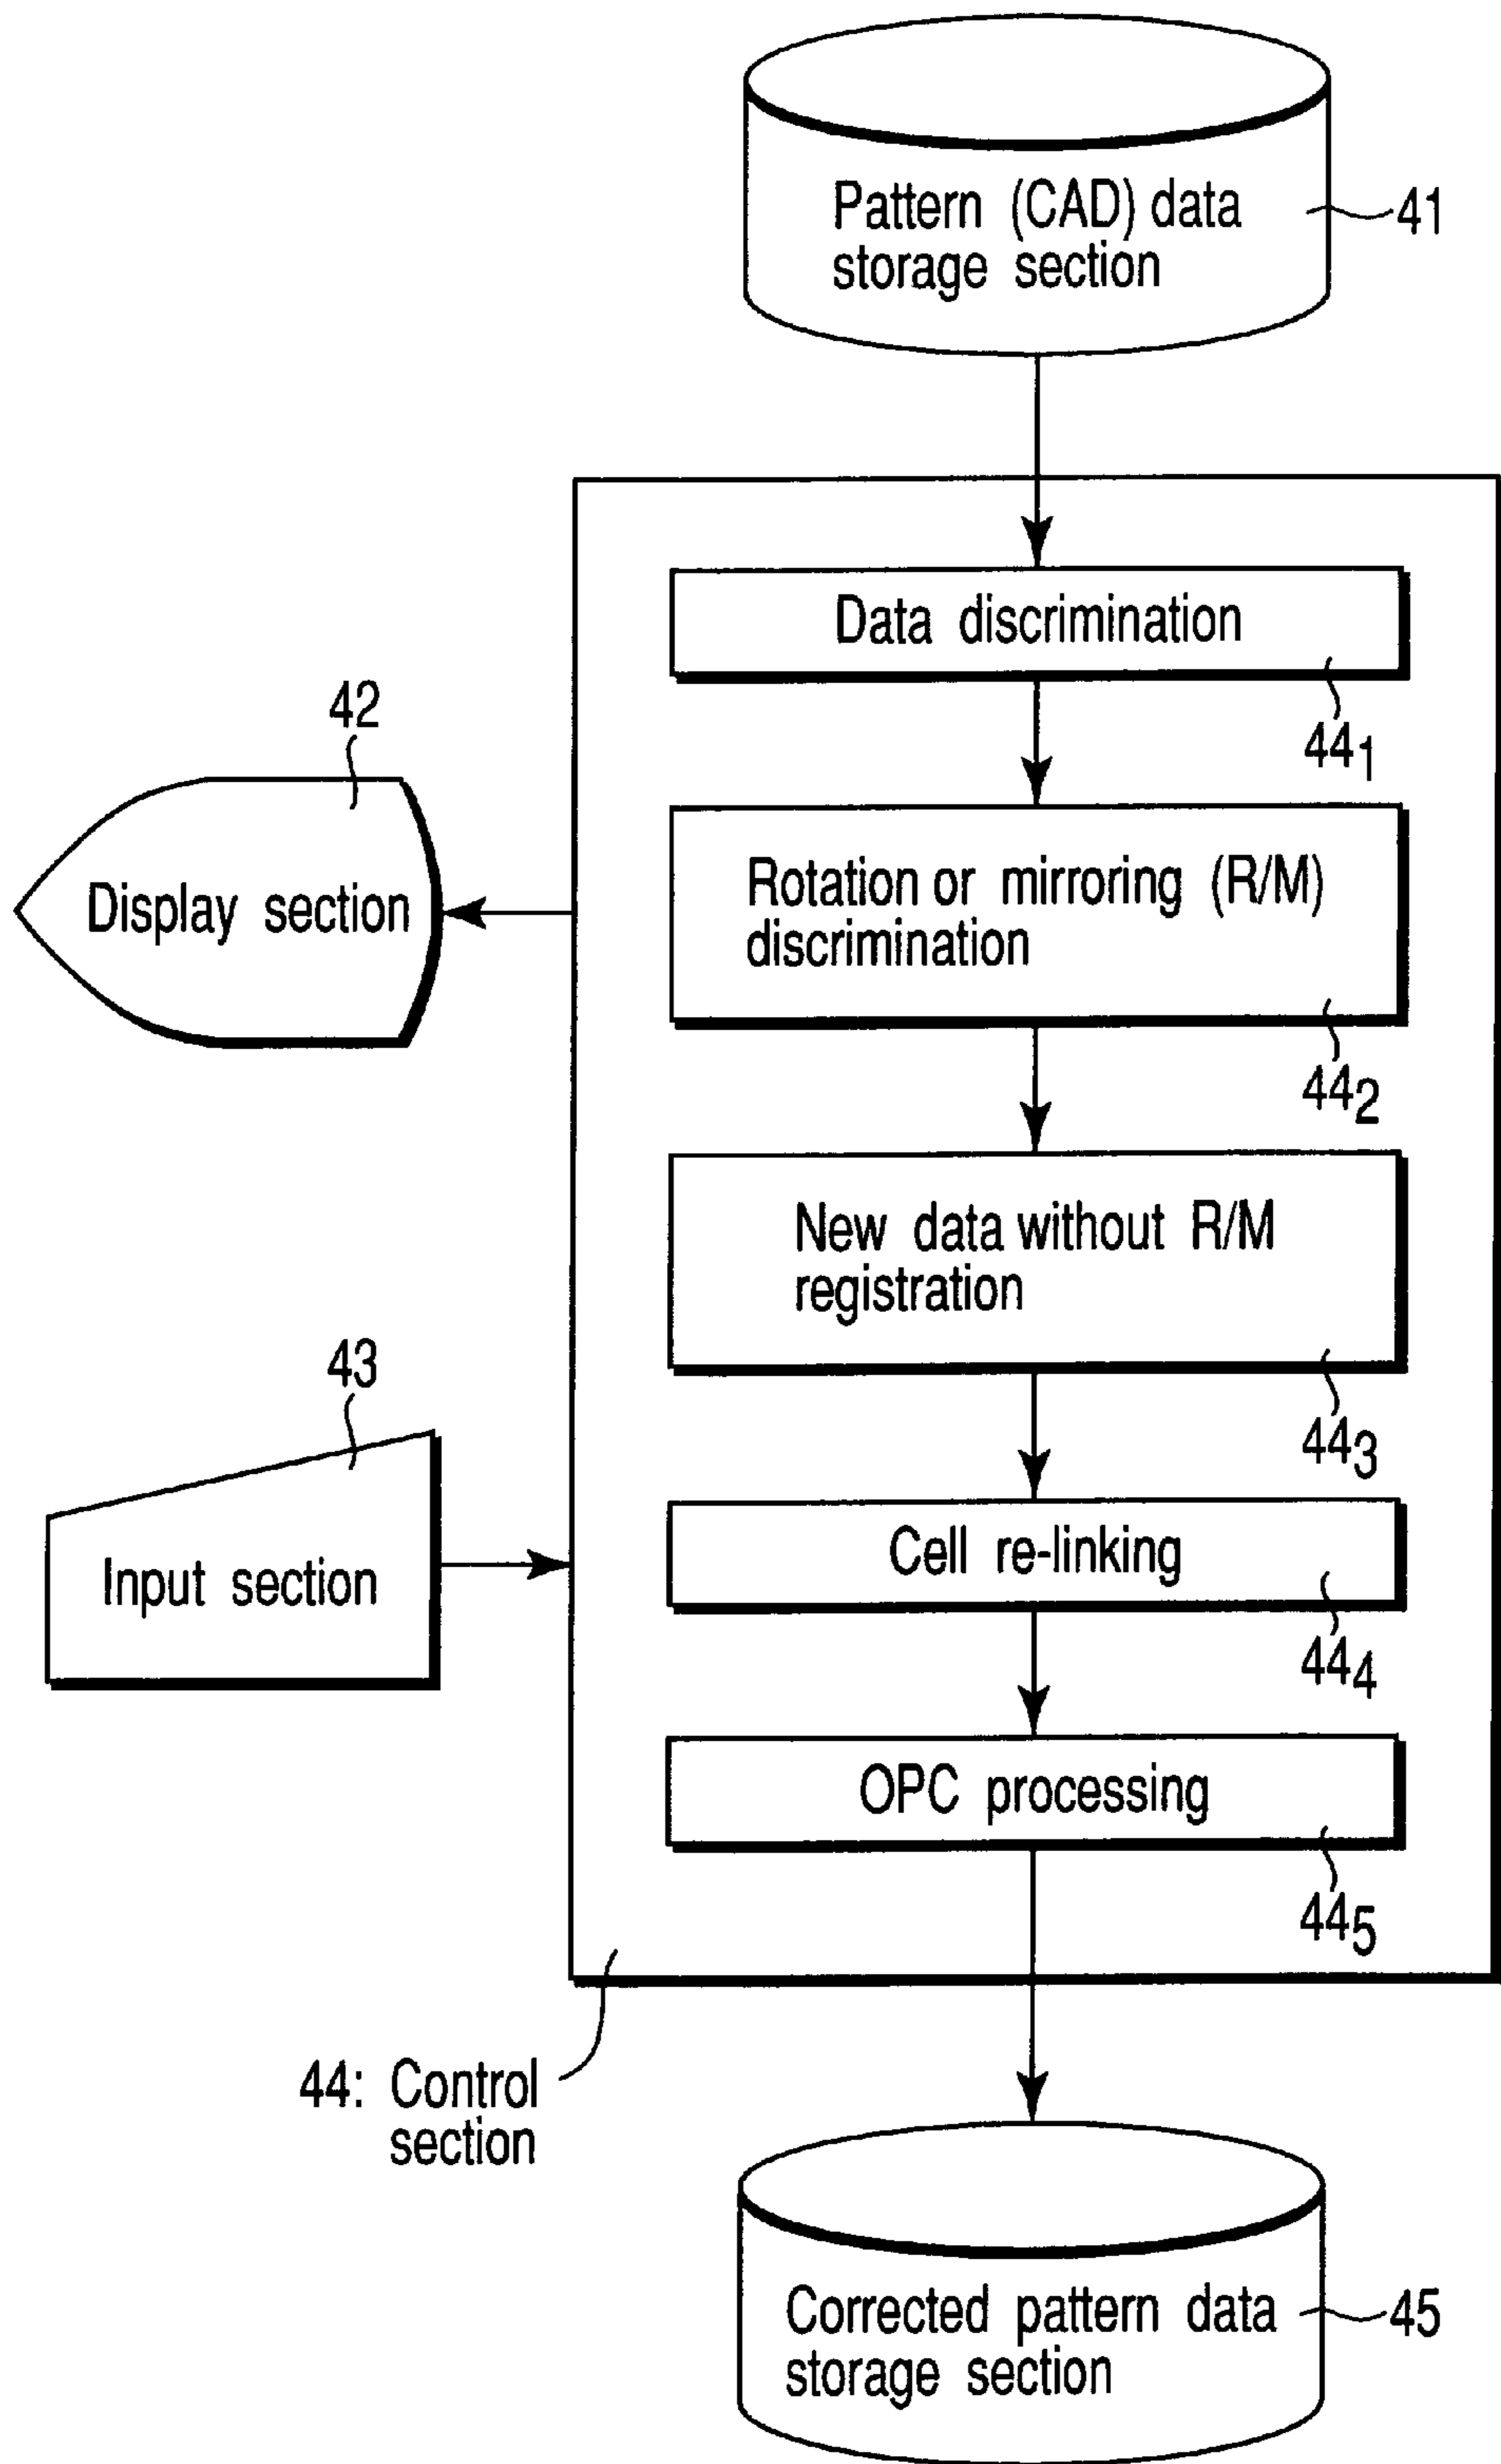 Pattern (CAD) data
storage section
41
Data discrimination
44₁
42
Display section
Rotation or mirroring (R/M)
discrimination
44₂
New data without R/M
registration
44₃
43
Input section
Cell re-linking
44₄
OPC processing
44₅
44: Control
section
Corrected pattern data
storage section
45